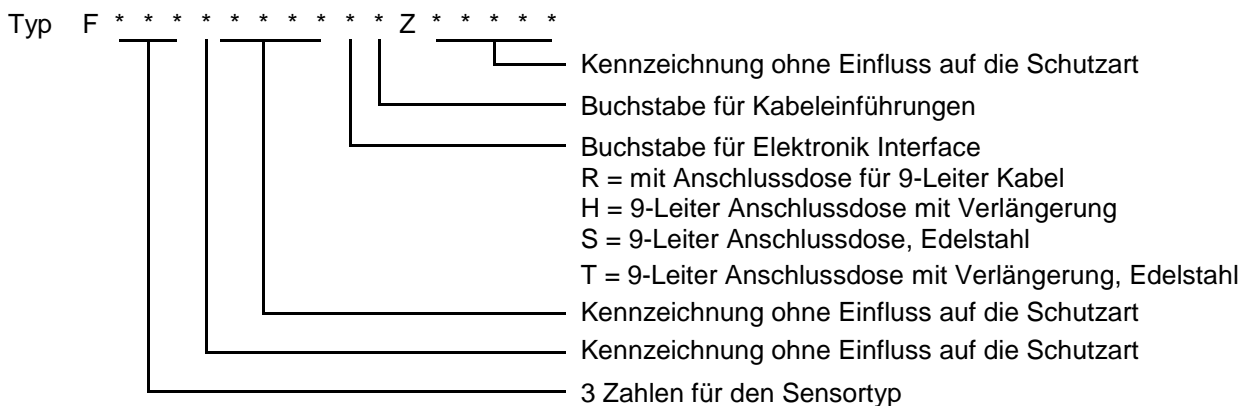 Typ F * * * * * * * * * * Z * * * * *
Kennzeichnung ohne Einfluss auf die Schutzart
Buchstabe für Kabeleinführungen
Buchstabe für Elektronik Interface
R = mit Anschlussdose für 9-Leiter Kabel
H = 9-Leiter Anschlussdose mit Verlängerung
S = 9-Leiter Anschlussdose, Edelstahl
T = 9-Leiter Anschlussdose mit Verlängerung, Edelstahl
Kennzeichnung ohne Einfluss auf die Schutzart
Kennzeichnung ohne Einfluss auf die Schutzart
3 Zahlen für den Sensortyp